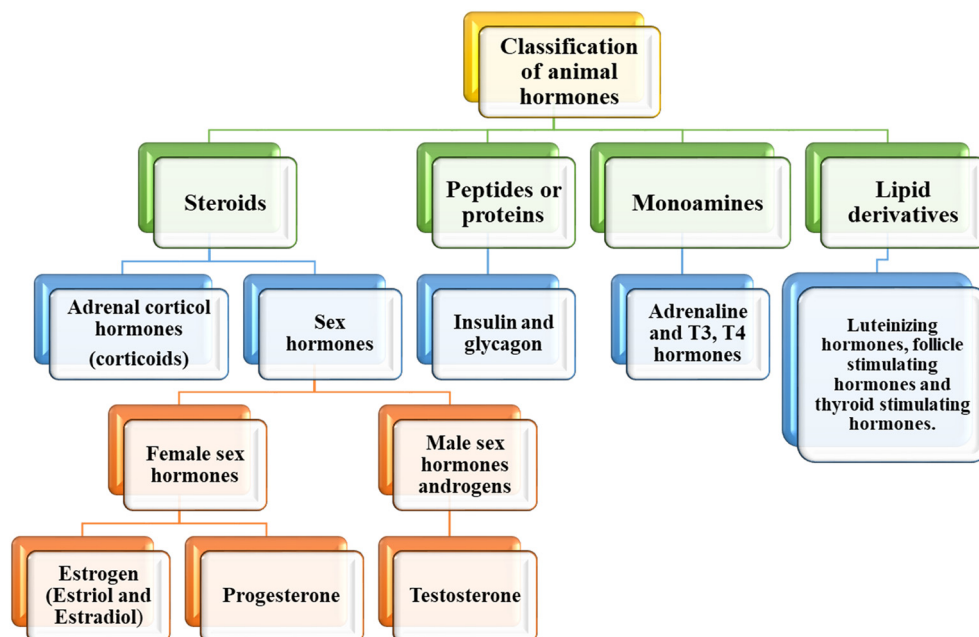 Classification
of animal
hormones
Steroids
Peptides or
proteins
Monoamines
Lipid
derivatives
Adrenal corticol
hormones
(corticoids)
Sex
hormones
Insulin and
glycagon
Adrenaline
and T3, T4
hormones
Luteinizing
hormones, follicle
stimulating
hormones and
thyroid stimulating
hormones.
Female sex
hormones
Male sex
hormones
androgens
Estrogen
(Estriol and
Estradiol)
Progesterone
Testosterone